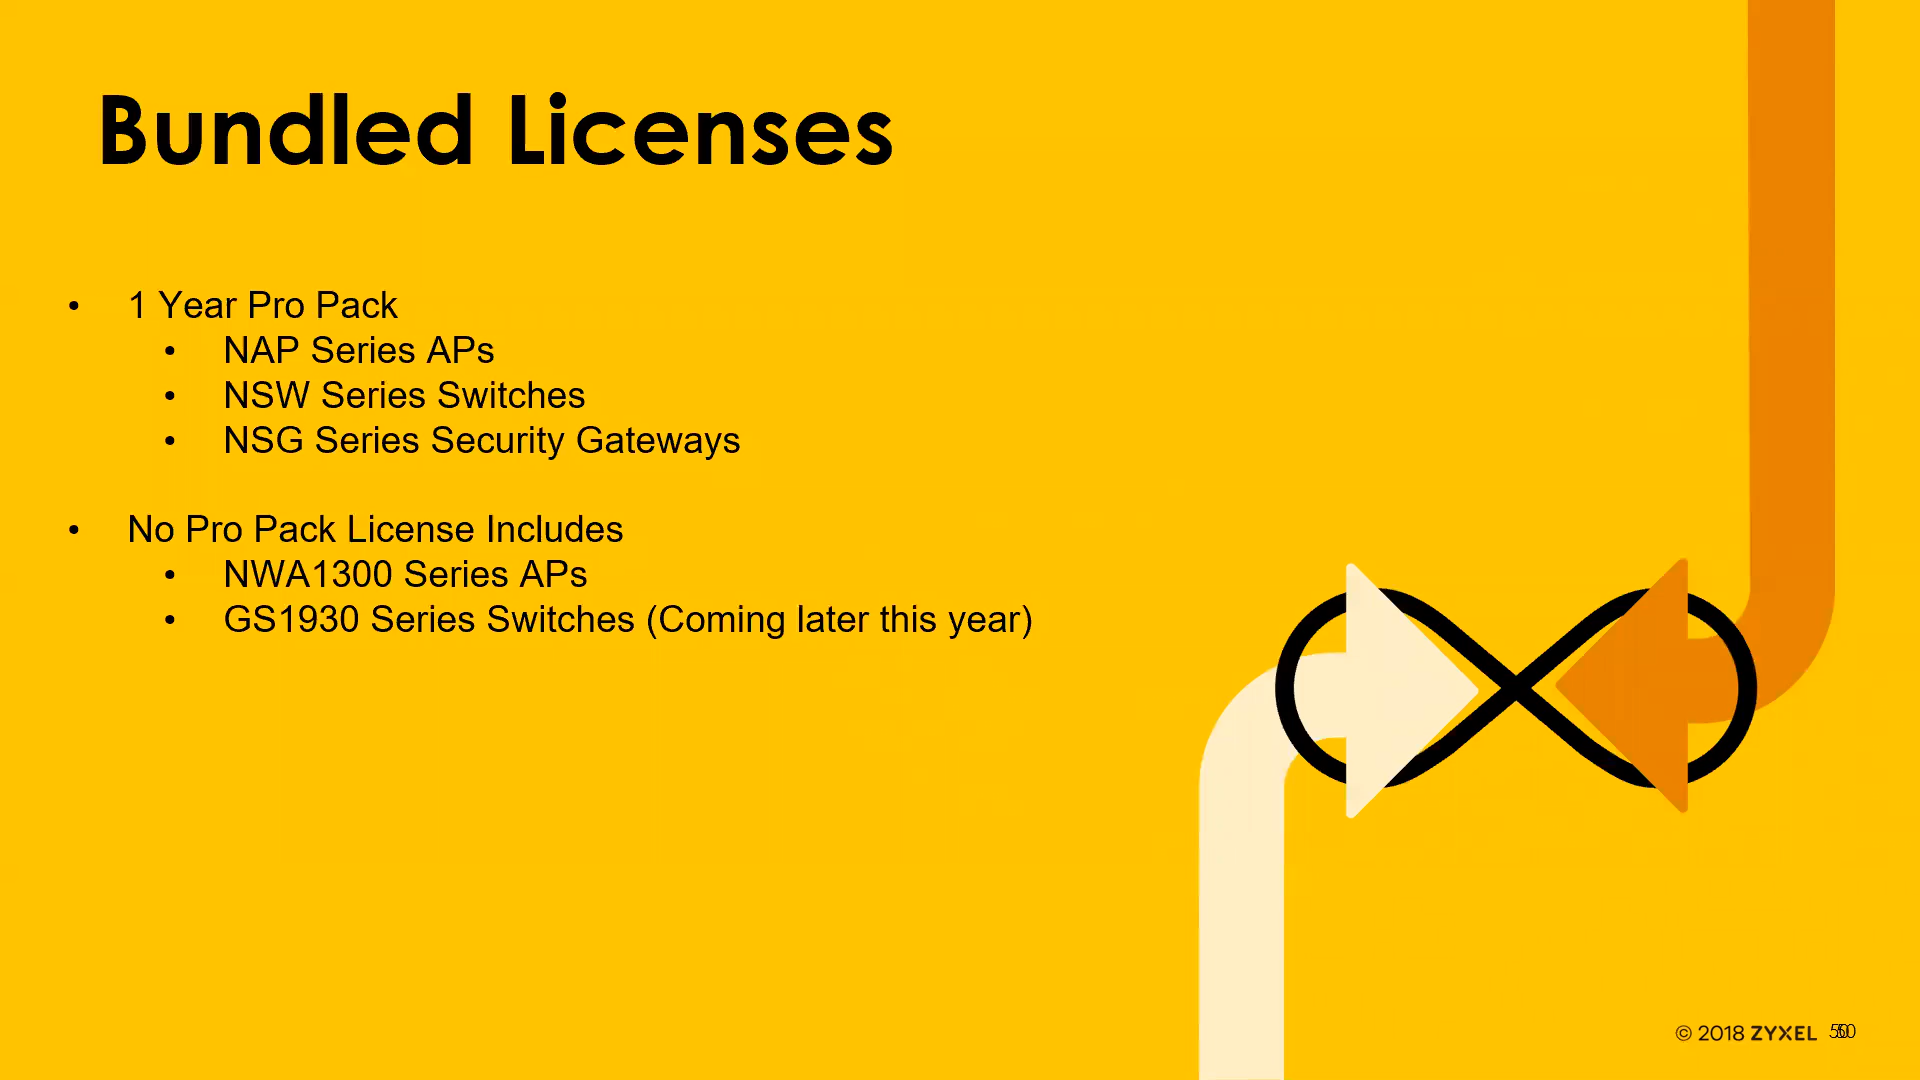 Bundled Licenses
• 1 Year Pro Pack
• NAP Series APs
• NSW Series Switches
• NSG Series Security Gateways
• No Pro Pack License Includes
• NWA1300 Series APs
• GS1930 Series Switches (Coming later this year)
© 2018 ZYXEL